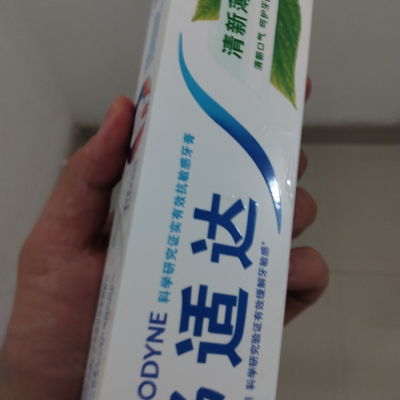 清新薄
清新口气 呵护牙
科学研究证实有效抗敏感牙膏
ODYNE
适达
科学研究验证有效缓解牙敏感*